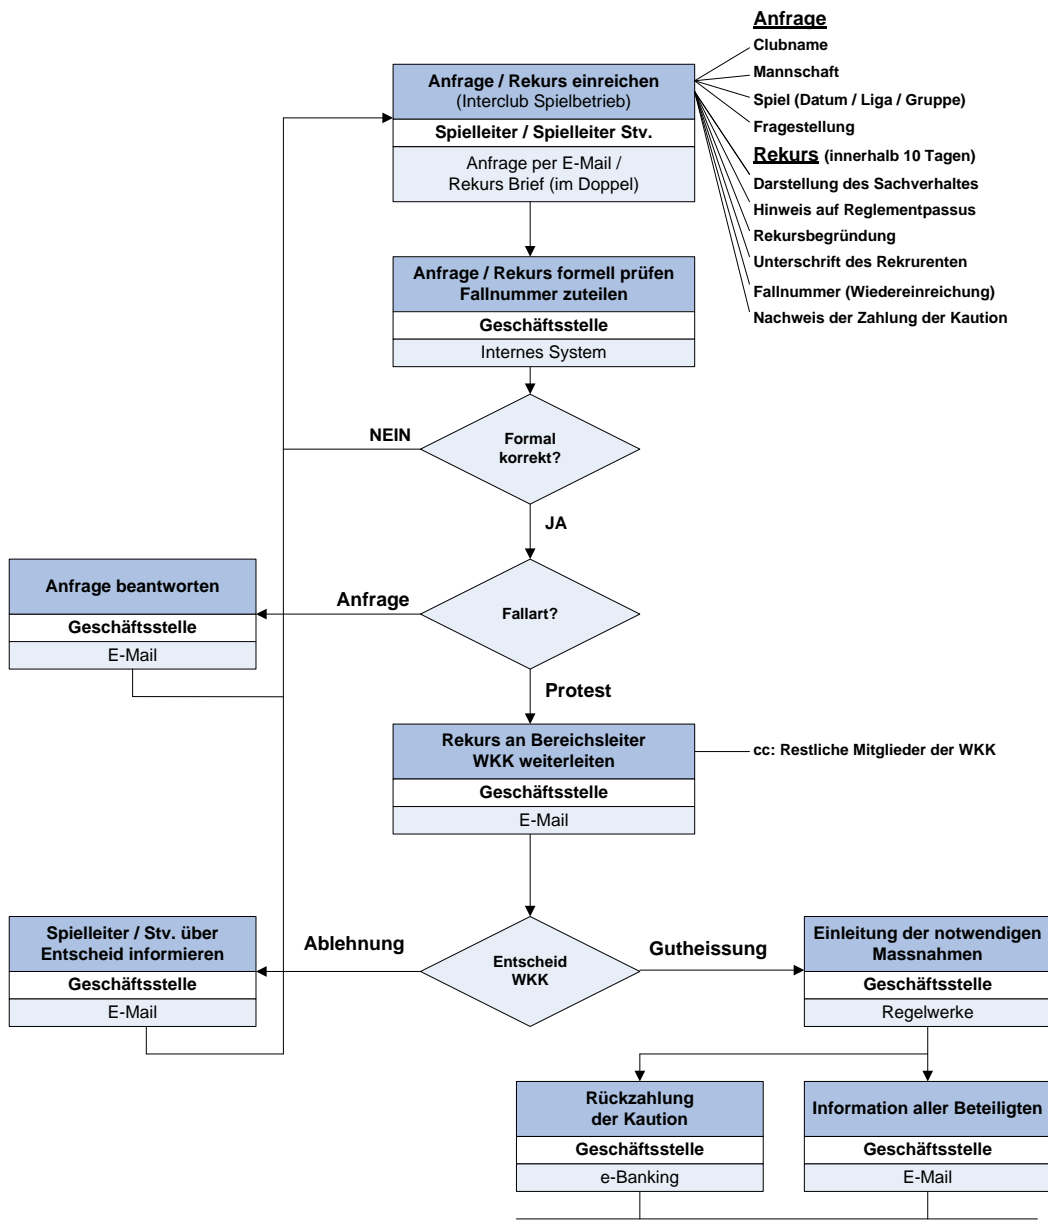 Anfrage
Clubname
Mannschaft
Spiel (Datum / Liga / Gruppe)
Fragestellung
Rekurs (innerhalb 10 Tagen)
Darstellung des Sachverhaltes
Hinweis auf Reglementpassus
Rekursbegründung
Unterschrift des Rekrurenten
Fallnummer (Wiedereinreichung)
Nachweis der Zahlung der Kaution
Anfrage / Rekurs einreichen
(Interclub Spielbetrieb)
Spielleiter / Spielleiter Stv.
Anfrage per E-Mail /
Rekurs Brief (im Doppel)
Anfrage / Rekurs formell prüfen
Fallnummer zuteilen
Geschäftsstelle
Internes System
NEIN
Formal
korrekt?
JA
Anfrage beantworten
Geschäftsstelle
E-Mail
Anfrage
Fallart?
Protest
Rekurs an Bereichsleiter
WKK weiterleiten
Geschäftsstelle
E-Mail
cc: Restliche Mitglieder der WKK
Spielleiter / Stv. über
Entscheid informieren
Geschäftsstelle
E-Mail
Ablehnung
Entscheid
WKK
Gutheissung
Einleitung der notwendigen
Massnahmen
Geschäftsstelle
Regelwerke
Rückzahlung
der Kaution
Geschäftsstelle
e-Banking
Information aller Beteiligten
Geschäftsstelle
E-Mail